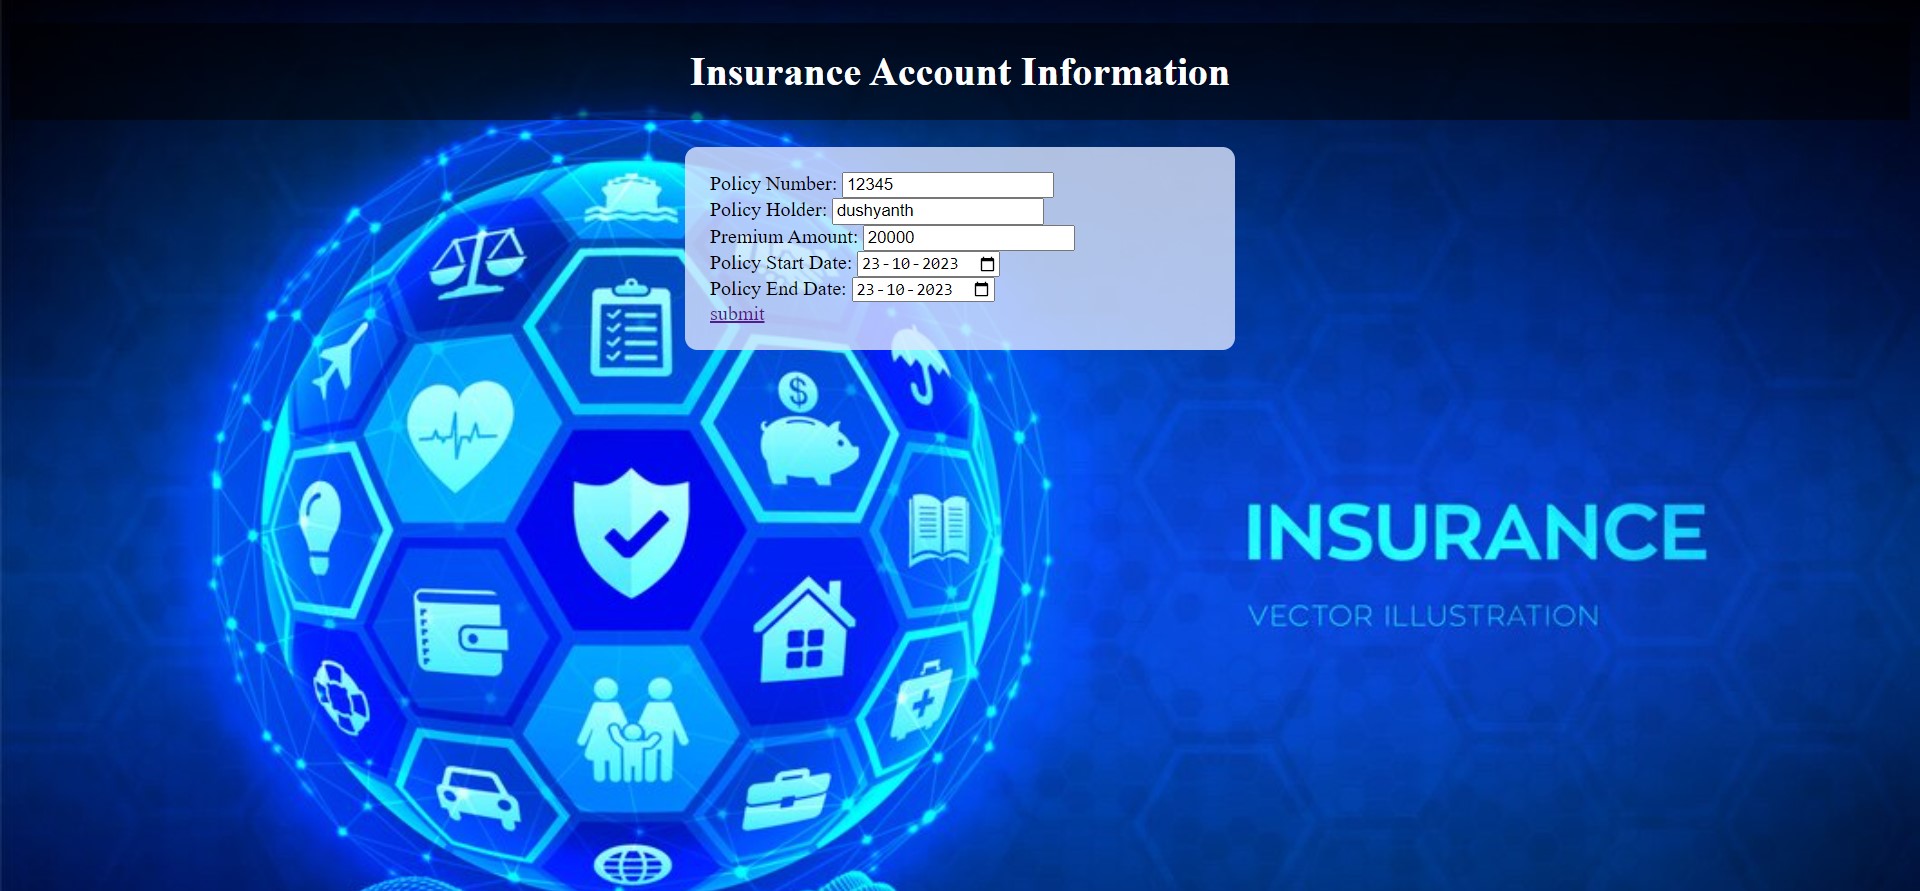 Insurance Account Information
Policy Number: 12345
Policy Holder: dushyanth
Premium Amount: 20000
Policy Start Date: 23-10-2023
Policy End Date: 23-10-2023
submit
$
INSURANCE
VECTOR ILLUSTRATION